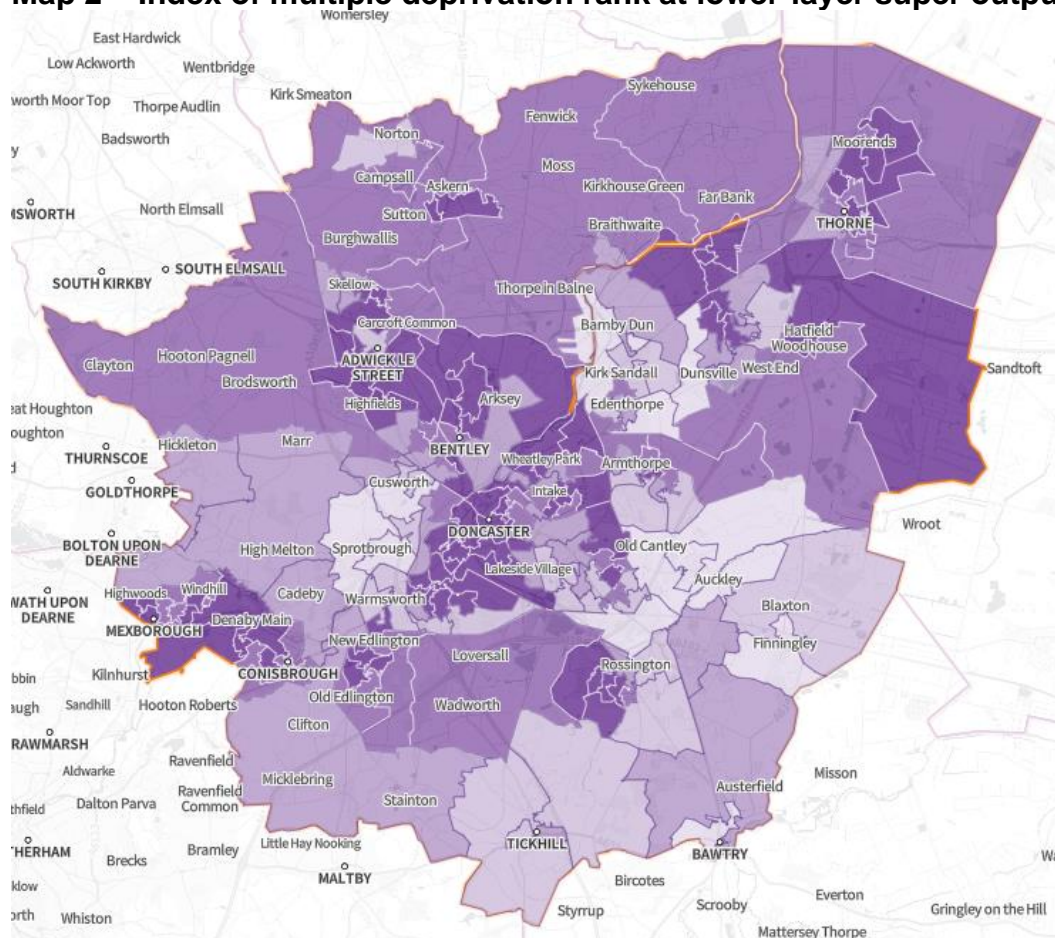 Map 2 – Index of multiple deprivation rank at lower layer super outpu
Womersley
East Hardwick
Low Ackworth
Wentbridge
Kirk Smeaton
Sykehouse
worth Moor Top
Thorpe Audlin
Fenwick
Badsworth
Norton
Moorends
Moss
Campsall
Askern
Kirkhouse Green
Far Bank
North Elmsall
Sutton
Braithwaite
THORNE
Burghwallis
SOUTH ELMSALL
SOUTH KIRKBY
Skellow
Thorpe in Balne
Carcroft Common
Barnby Dun
Hatfield
Woodhouse
Hooton Pagnell
ADWICK LE
STREET
Clayton
Kirk Sandall
Dunsville
West End
Sandtoft
Brodsworth
Arksey
Highfields
Edenthorpe
Hickleton
Marr
BENTLEY
THURNSCOE
Wheatley Park
Armthorpe
Cusworth
GOLDTHORPE
Intake
Wroot
DONCASTER
BOLTON UPON
DEARNE
High Melton
Sprotbrough
Old Cantley
Lakeside Village
Auckley
Highwoods
Windhill
Cadeby
Warmsworth
WATH UPON
DEARNE
Blaxton
Denaby Main
MEXBOROUGH
New Edlington
Finningley
Loversall
Rossington
Kilnhurst
CONISBROUGH
Sandhill
Hooton Roberts
Old Edlington
Wadworth
Clifton
RAWMARSH
Ravenfield
Aldwarke
Micklebring
Misson
Austerfield
Dalton Parva
Ravenfield
Common
Stainton
Brecks
Bramley
Little Hay Nooking
TICKHILL
BAWTRY
MALTBY
Bircotes
Everton
Whiston
Styrrup
Scrooby
Gringley on the Hill
Mattersey Thorpe